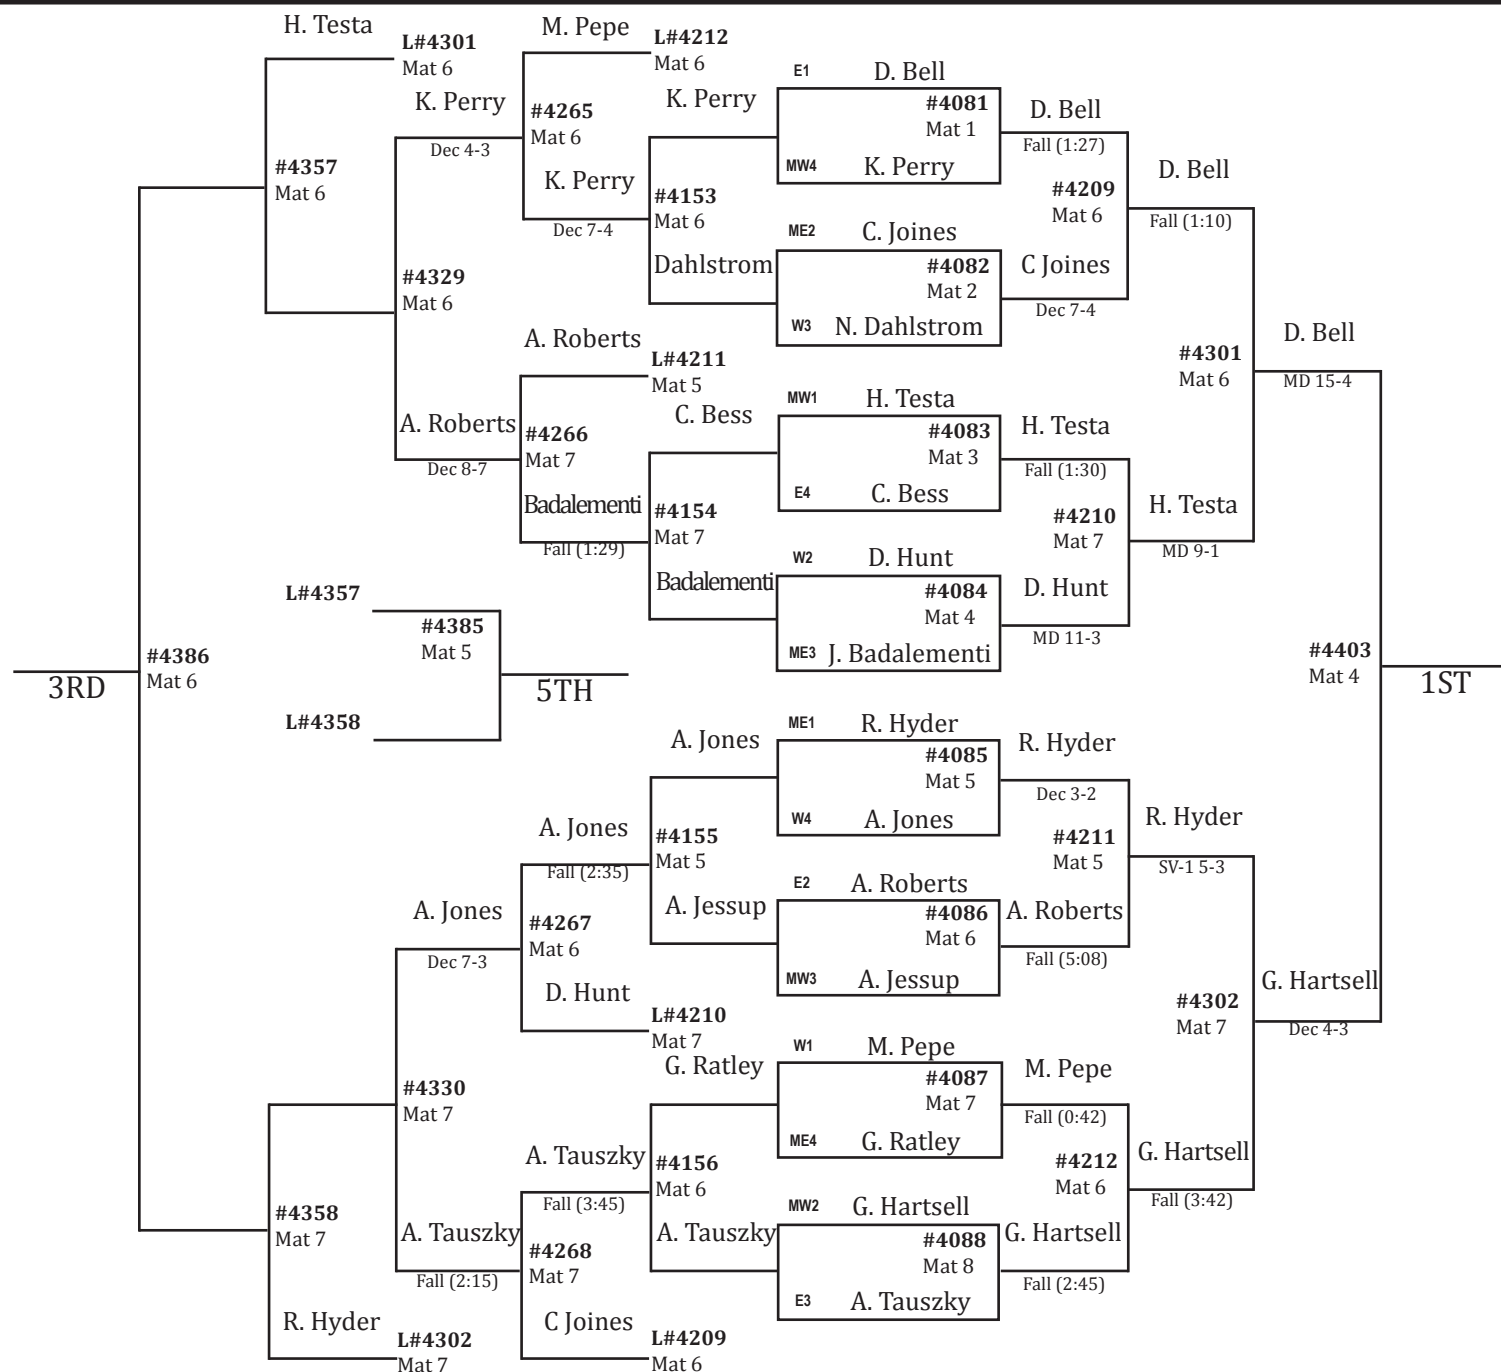 H. Testa
L#4301
Mat 6
M. Pepe
L#4212
Mat 6
K. Perry
Dec 4-3
#4265
Mat 6
K. Perry
E1
D. Bell
#4081
Mat 1
MW4
K. Perry
D. Bell
Fall (1:27)
#4357
Mat 6
K. Perry
Dec 7-4
#4153
Mat 6
#4209
Mat 6
D. Bell
Fall (1:10)
ME2
C. Joines
Dahlstrom
#4082
Mat 2
C Joines
Dec 7-4
#4329
Mat 6
W3
N. Dahlstrom
A. Roberts
L#4211
Mat 5
#4301
Mat 6
D. Bell
MD 15-4
C. Bess
MW1
H. Testa
A. Roberts
Dec 8-7
#4266
Mat 7
#4083
Mat 3
H. Testa
Fall (1:30)
E4
C. Bess
Badalementi
Fall (1:29)
#4154
Mat 7
#4210
Mat 7
H. Testa
MD 9-1
W2
D. Hunt
Badalementi
#4084
Mat 4
D. Hunt
MD 11-3
L#4357
#4385
Mat 5
ME3
J. Badalementi
#4386
Mat 6
3RD
5TH
#4403
Mat 4
1ST
L#4358
A. Jones
ME1
R. Hyder
#4085
Mat 5
R. Hyder
Dec 3-2
A. Jones
Fall (2:35)
#4155
Mat 5
W4
A. Jones
#4211
Mat 5
R. Hyder
SV-1 5-3
A. Jones
Dec 7-3
#4267
Mat 6
A. Jessup
E2
A. Roberts
#4086
Mat 6
A. Roberts
Fall (5:08)
MW3
A. Jessup
D. Hunt
L#4210
Mat 7
#4302
Mat 7
G. Hartsell
Dec 4-3
G. Ratley
W1
M. Pepe
#4087
Mat 7
M. Pepe
Fall (0:42)
#4330
Mat 7
ME4
G. Ratley
A. Tauszky
Fall (3:45)
#4156
Mat 6
#4212
Mat 6
G. Hartsell
Fall (3:42)
#4358
Mat 7
MW2
G. Hartsell
A. Tauszky
Fall (2:15)
#4268
Mat 7
A. Tauszky
#4088
Mat 8
G. Hartsell
Fall (2:45)
E3
A. Tauszky
R. Hyder
L#4302
Mat 7
C Joines
L#4209
Mat 6